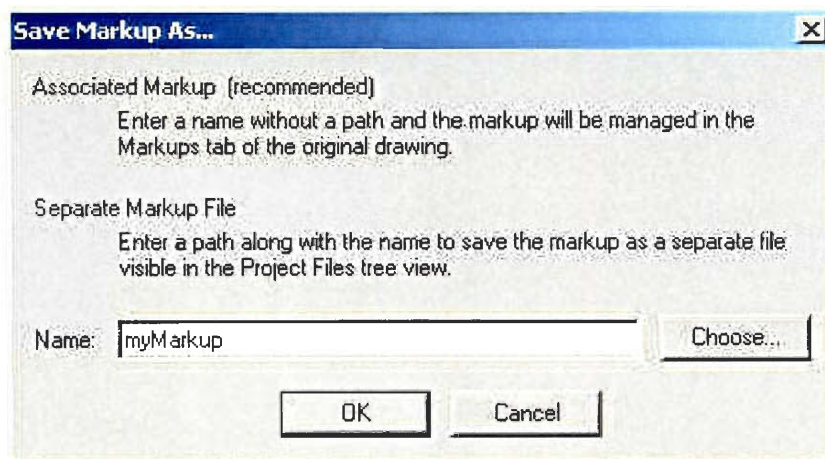 Save Markup As...
Associated Markup (recommended)
Enter a name without a path and the markup will be managed in the
Markups tab of the original drawing.
Separate Markup File
Enter a path along with the name to save the markup as a separate file
visible in the Project Files tree view.
Name: myMarkup Choose...
OK Cancel